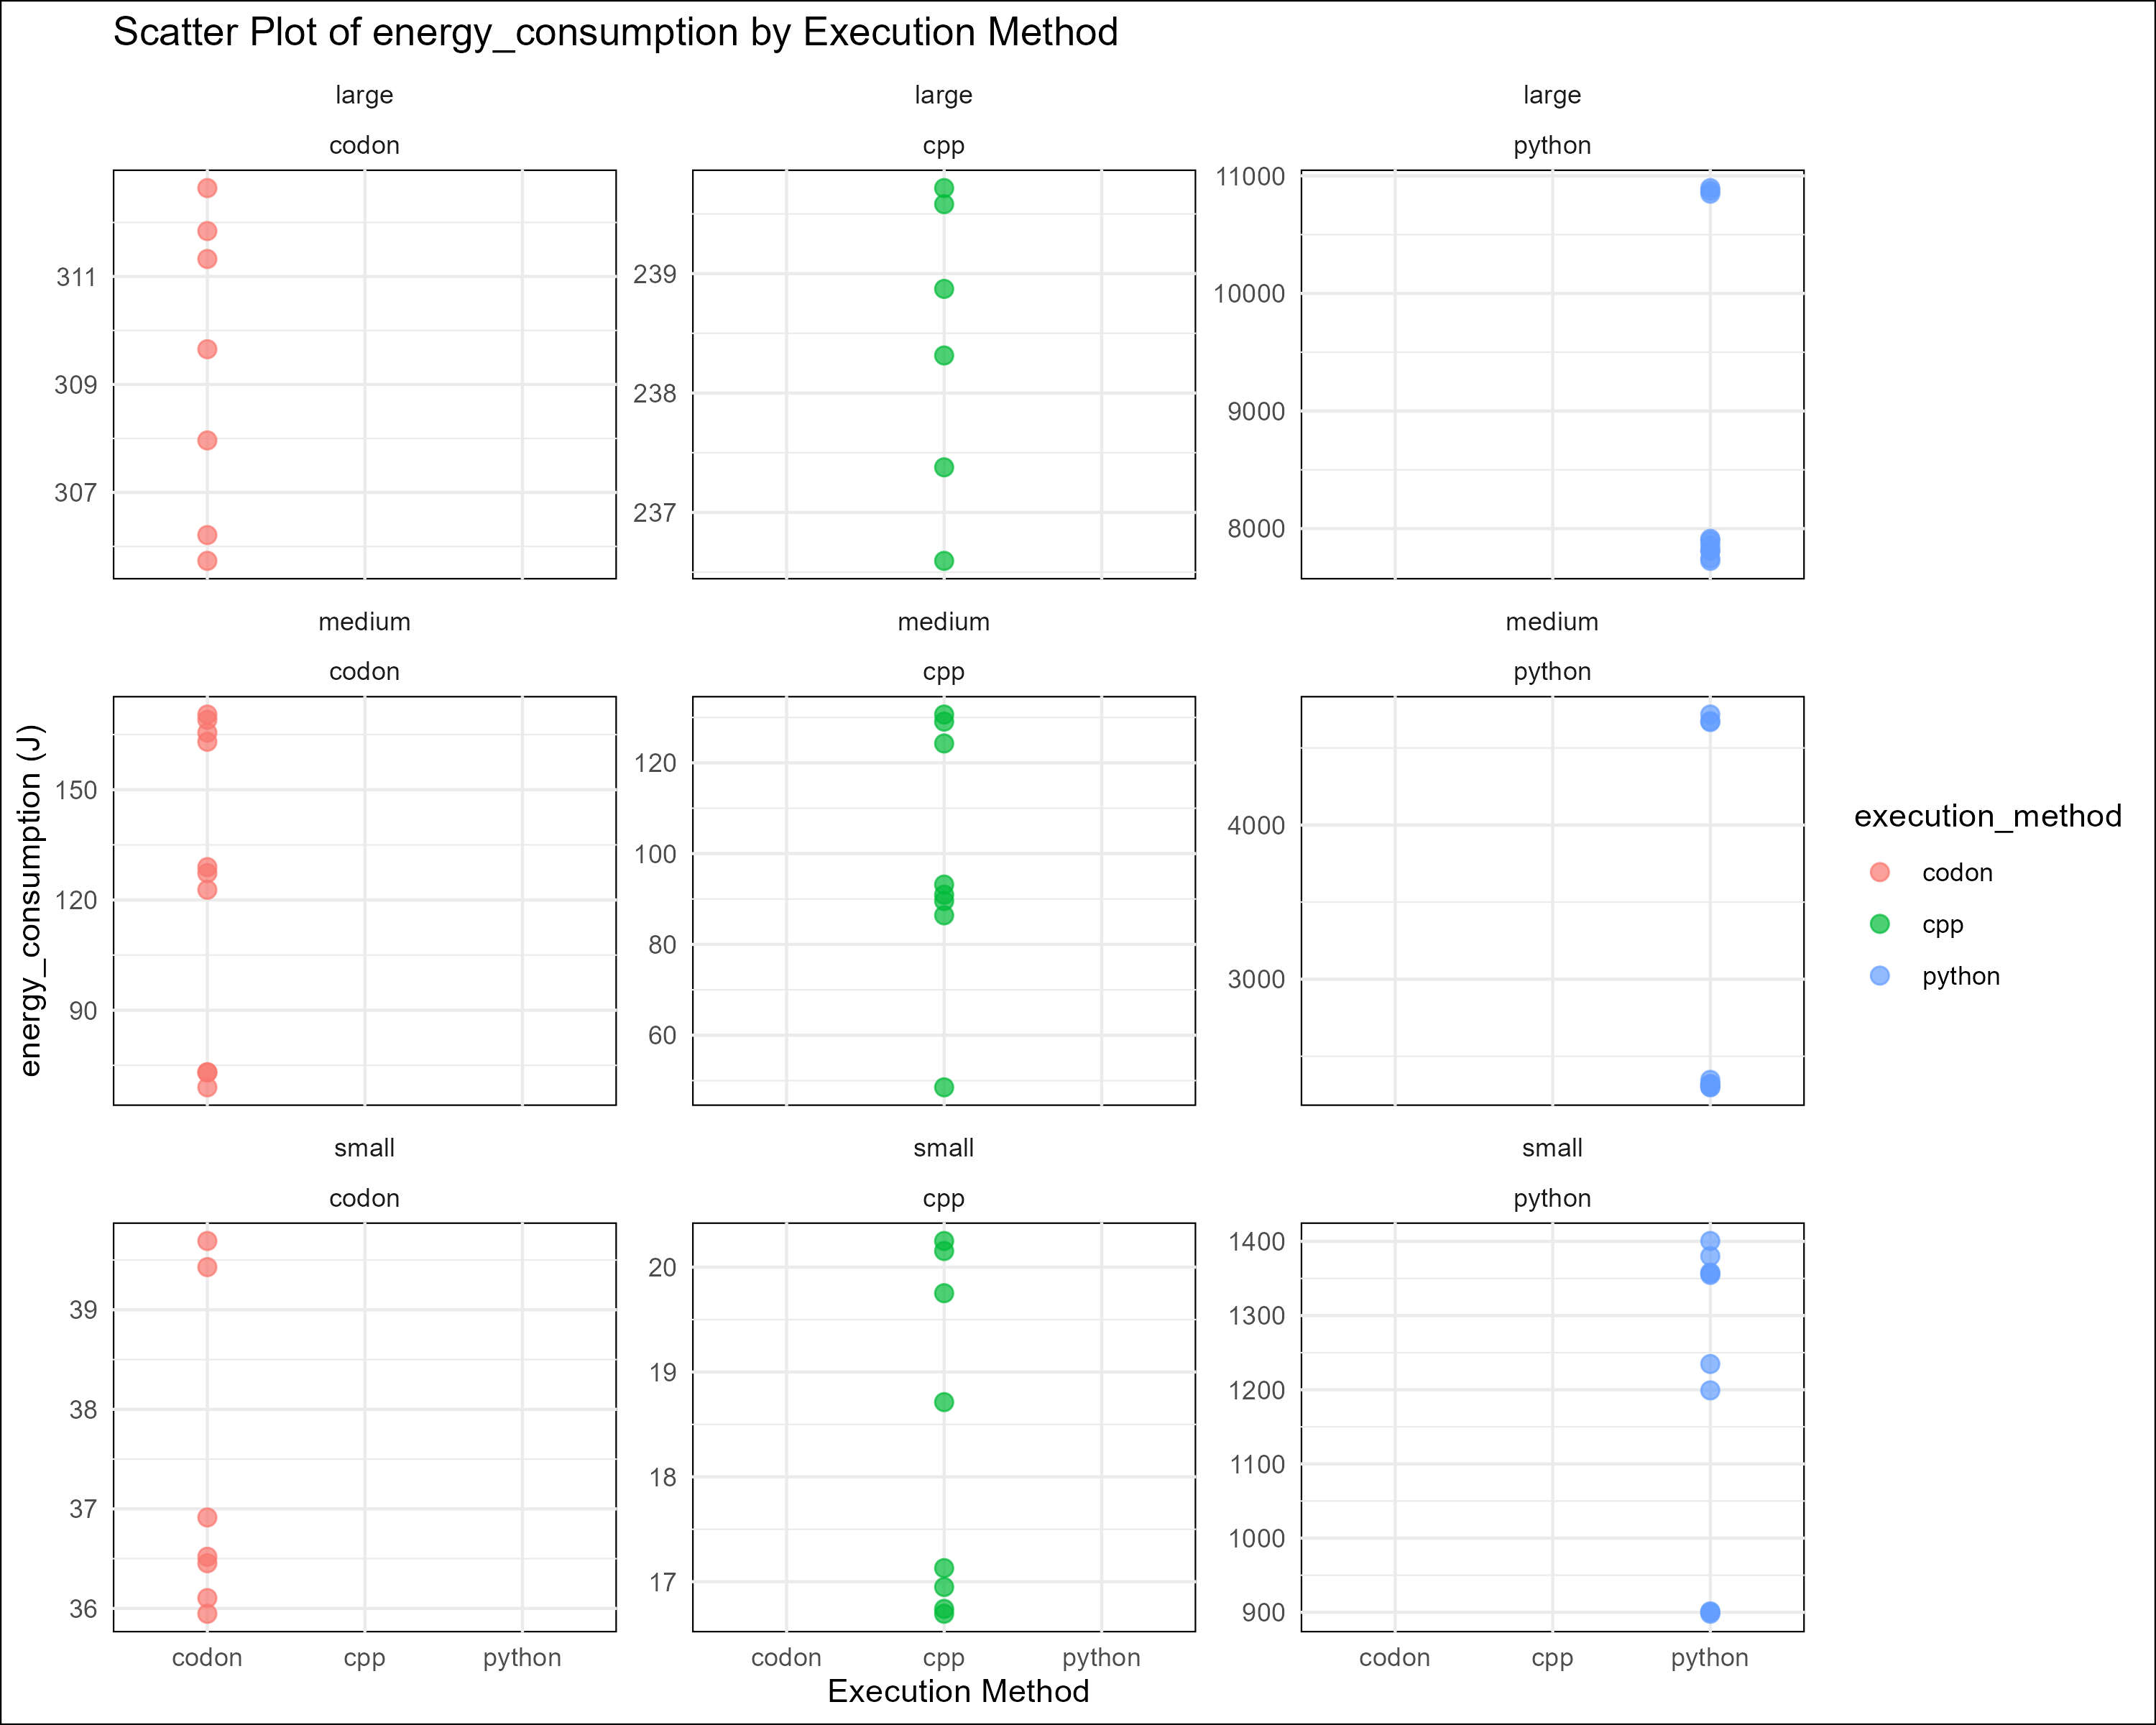 Scatter Plot of energy_consumption by Execution Method
large large large
codon cpp python
311
309
307
239
238
237
11000
10000
9000
8000
medium medium medium
codon cpp python
150
120
90
120
100
80
60
4000
3000
small small small
codon cpp python
39
38
37
36
20
19
18
17
1400
1300
1200
1100
1000
900
codon cpp python codon cpp python codon cpp python
Execution Method
energy_consumption (J)
execution_method
codon
cpp
python